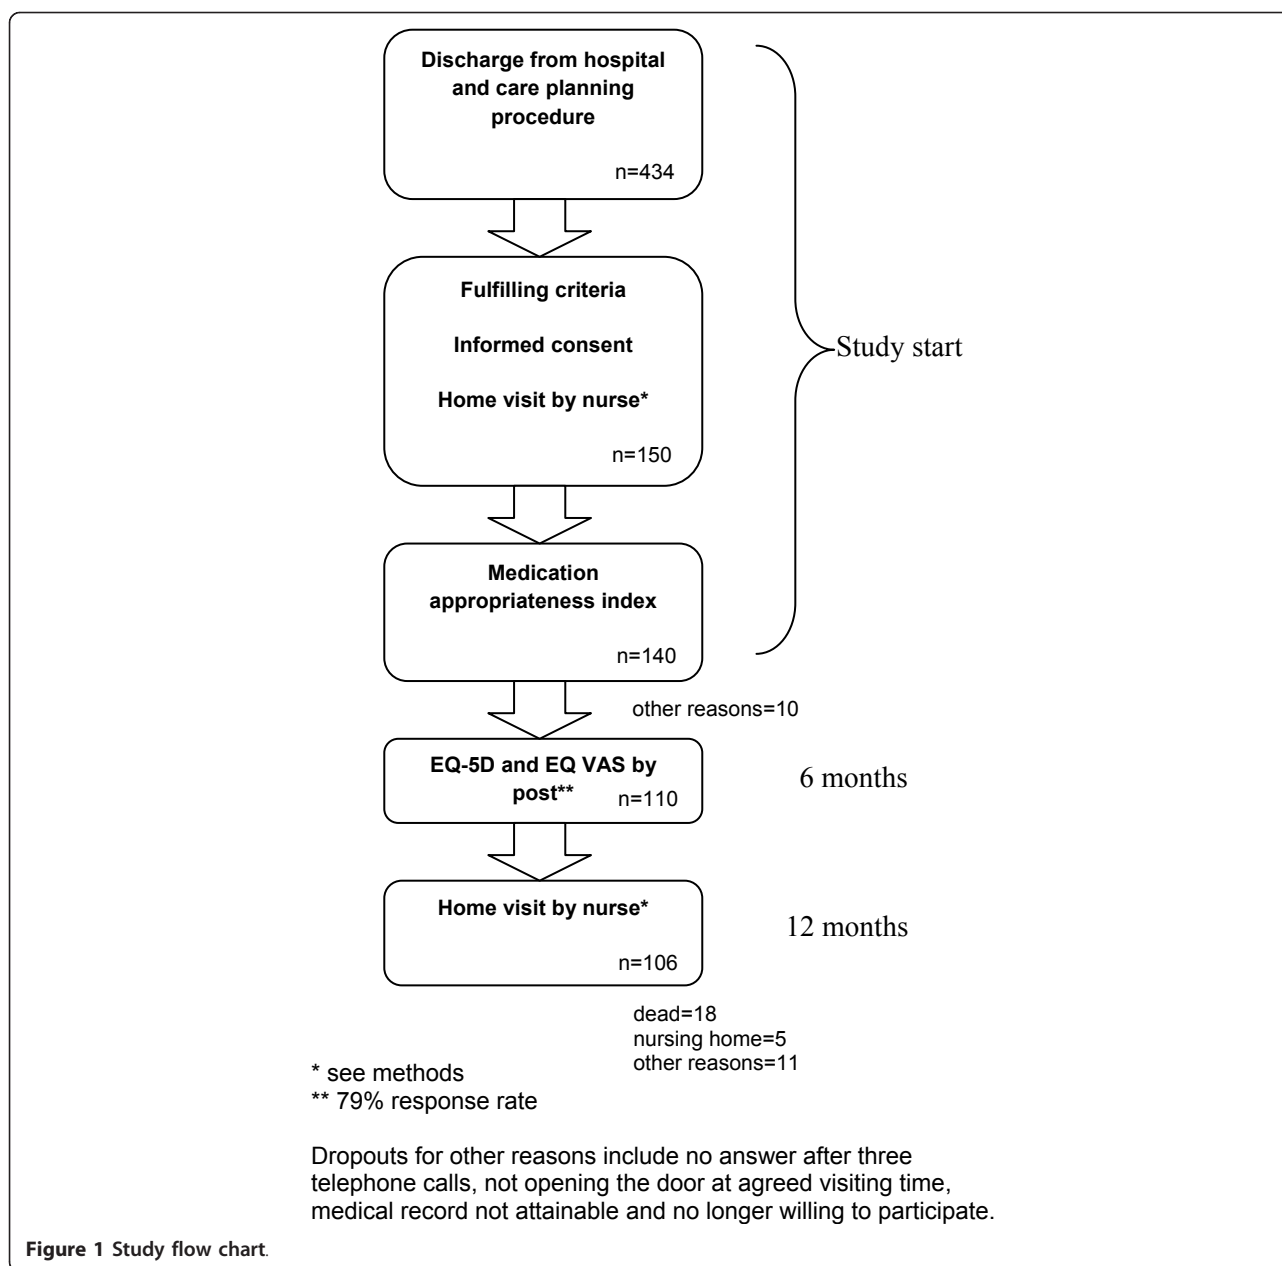 Discharge from hospital
and care planning
procedure
n=434
Fulfilling criteria
Informed consent
Home visit by nurse*
n=150
Study start
Medication
appropriateness index
n=140
other reasons=10
EQ-5D and EQ VAS by
post**
n=110
6 months
Home visit by nurse*
n=106
12 months
dead=18
nursing home=5
other reasons=11
* see methods
** 79% response rate
Dropouts for other reasons include no answer after three
telephone calls, not opening the door at agreed visiting time,
medical record not attainable and no longer willing to participate.
Figure 1 Study flow chart.